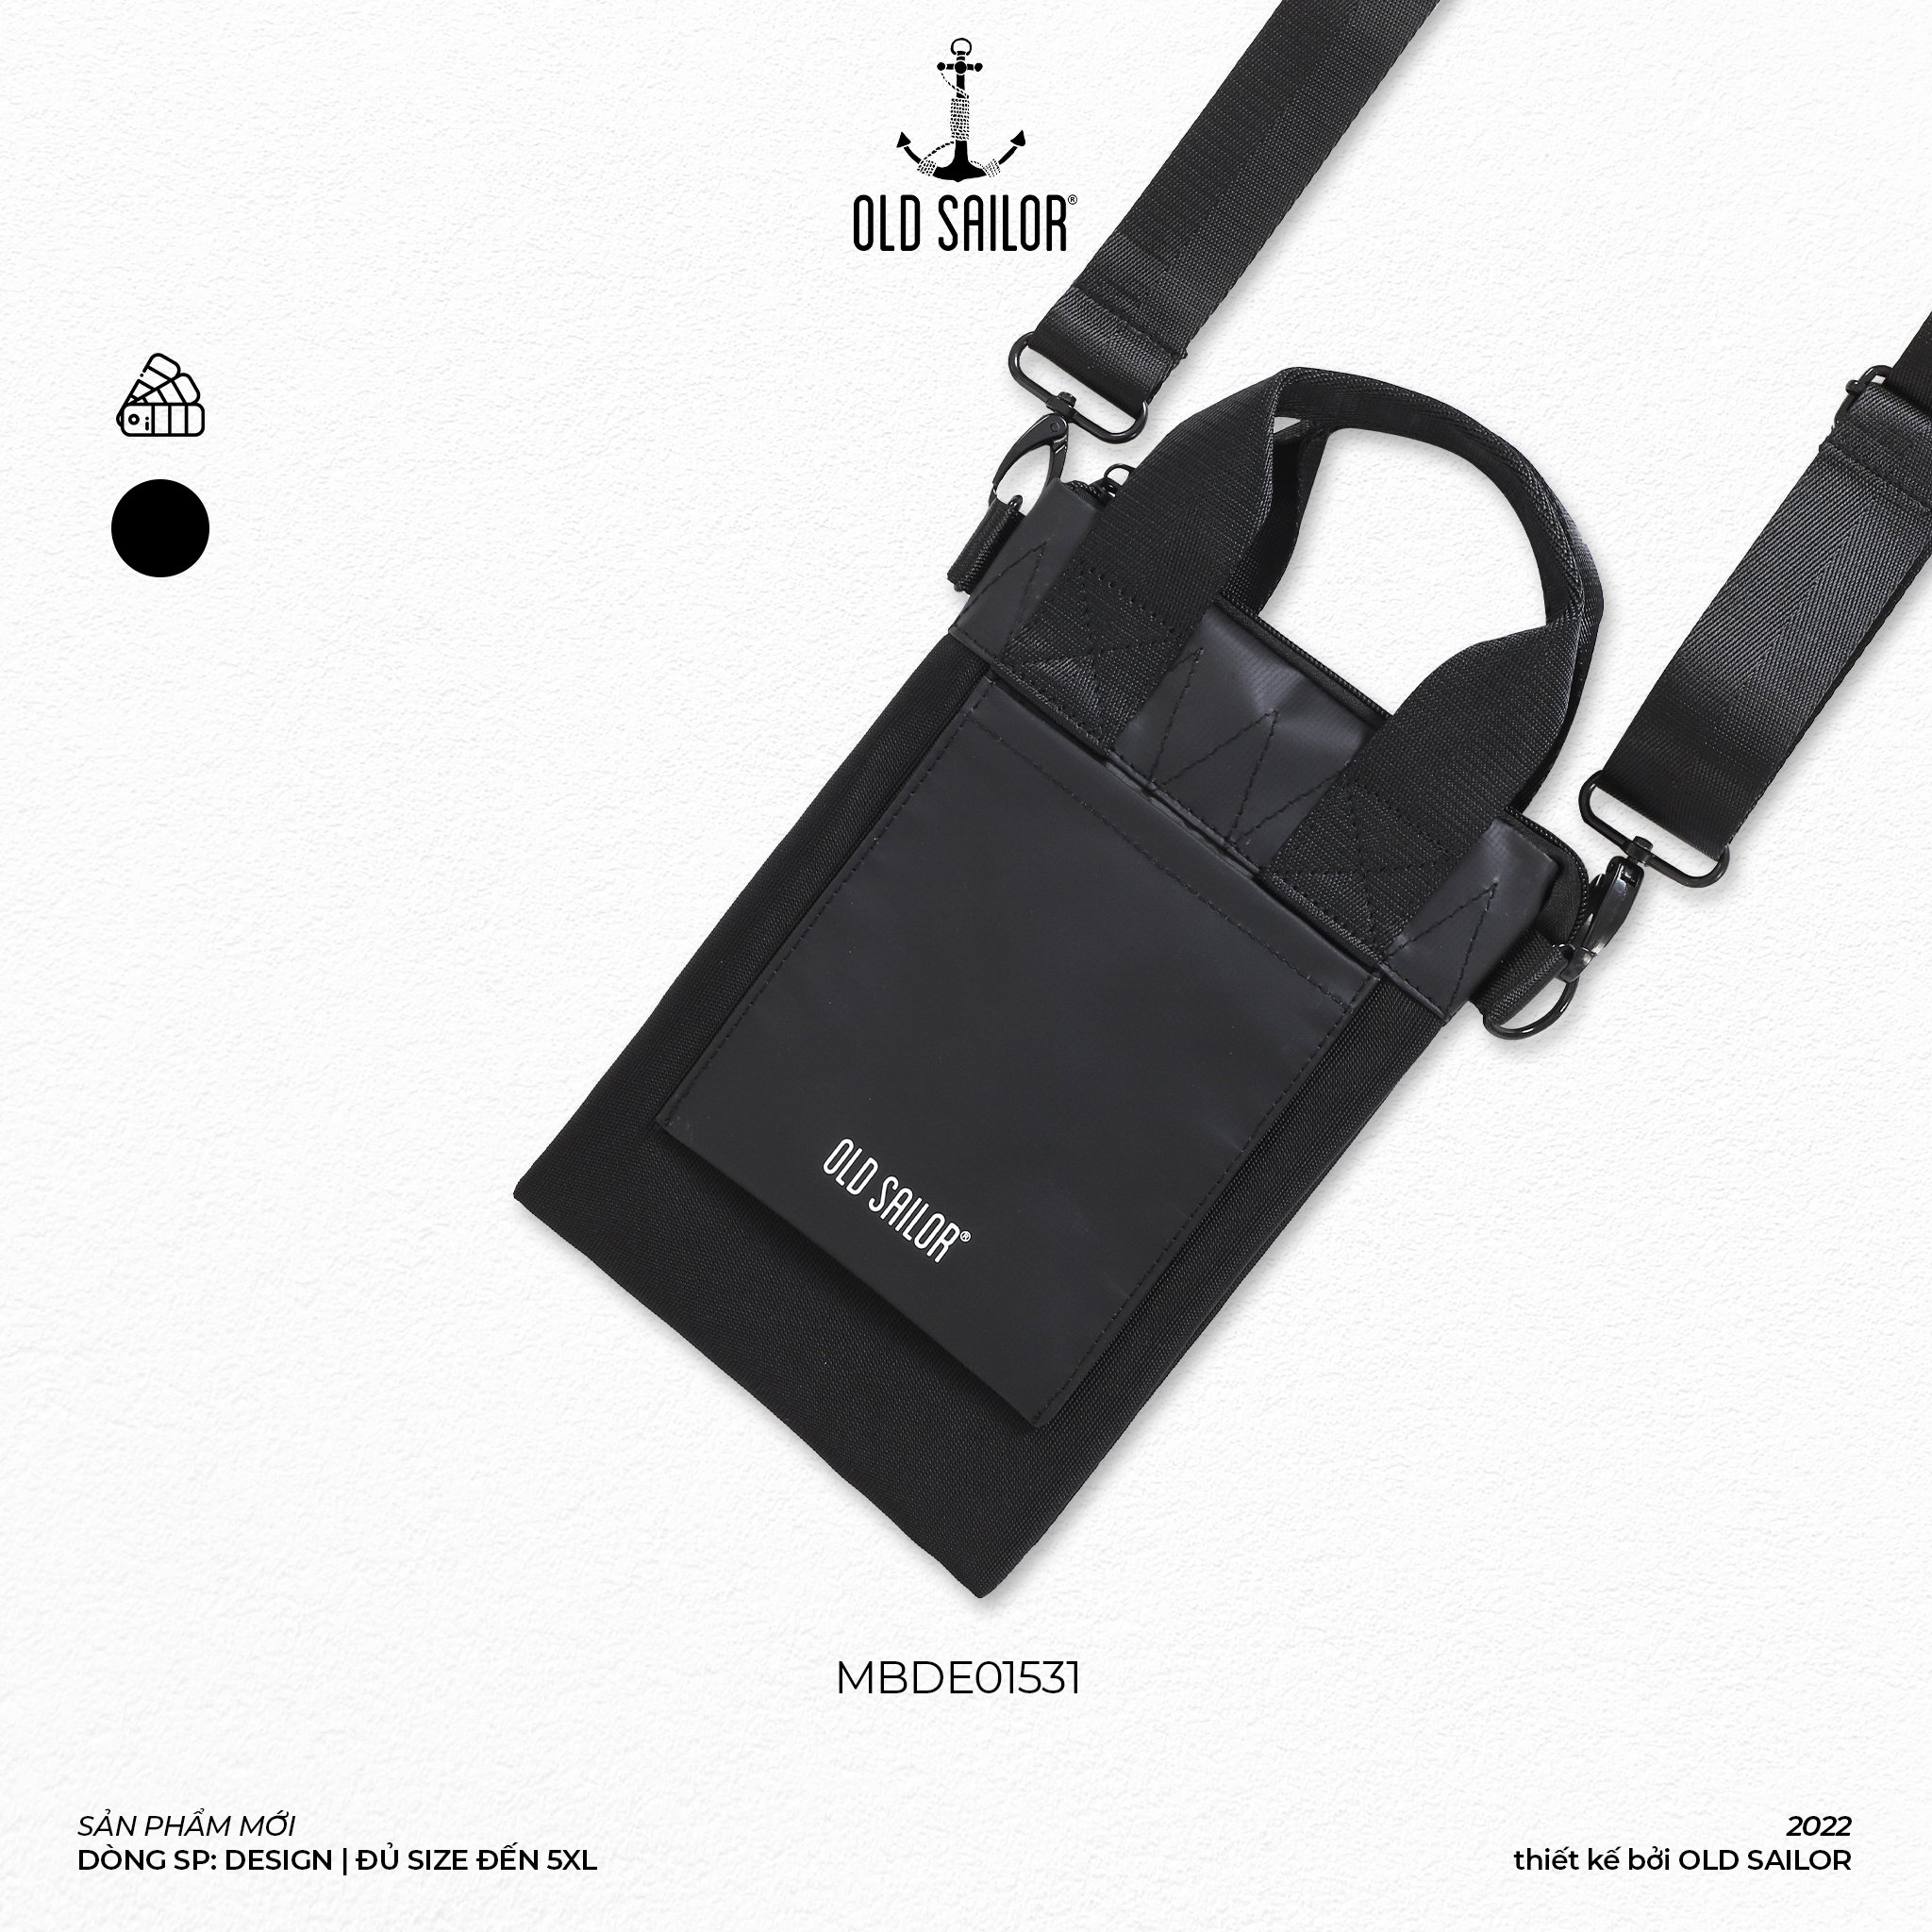 OLD SAILOR®
OLD SAILOR®
MBDE01531
SẢN PHẨM MỚI
DÒNG SP: DESIGN | ĐỦ SIZE ĐẾN 5XL
2022
thiết kế bởi OLD SAILOR